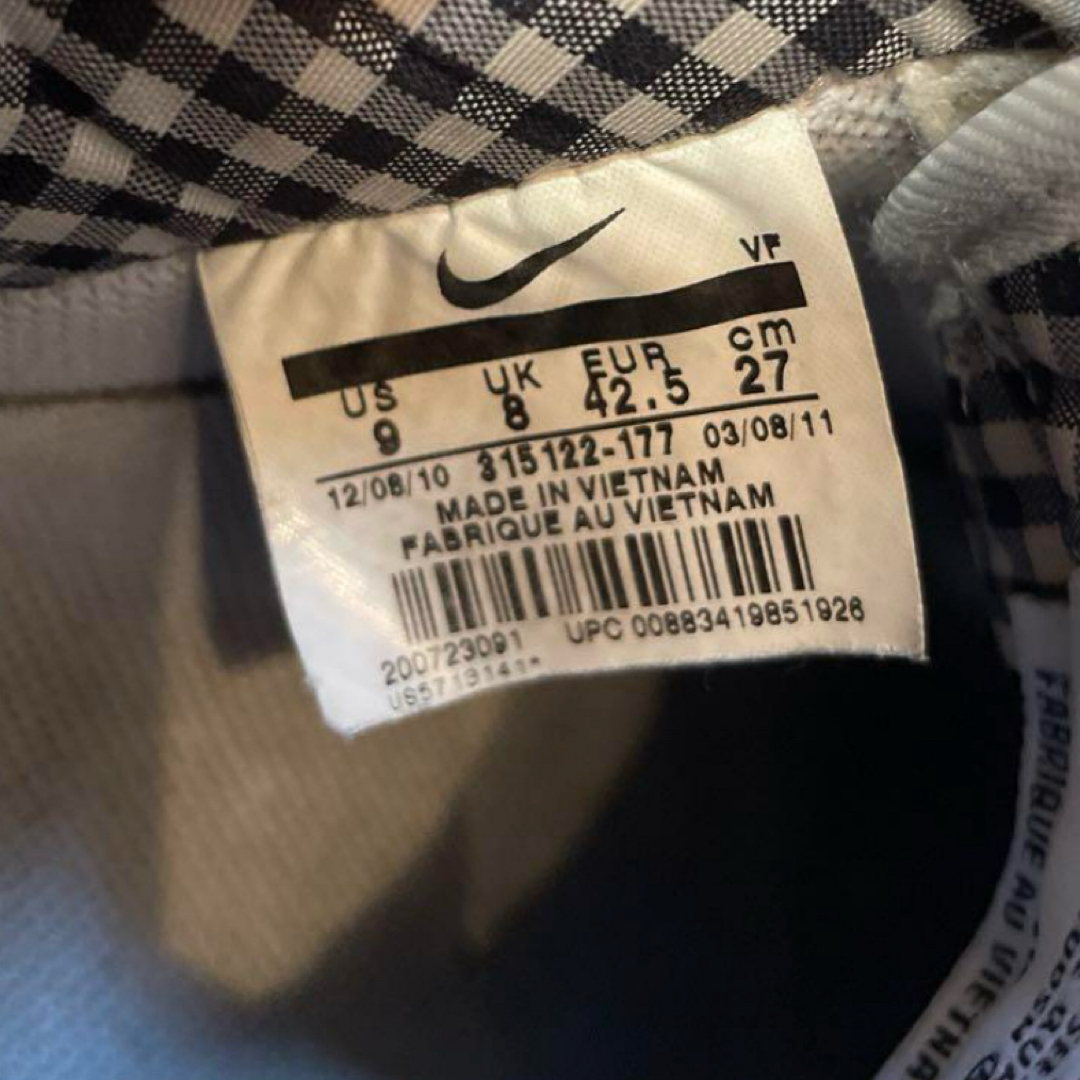 VF
US UK EUR cm
9 8 42.5 27
12/08/10 315122-177 03/08/11
MADE IN VIETNAM
FABRIQUE AU VIETNAM
200723091 UPC 00883419851926
FABRIQUE AU VIETNA